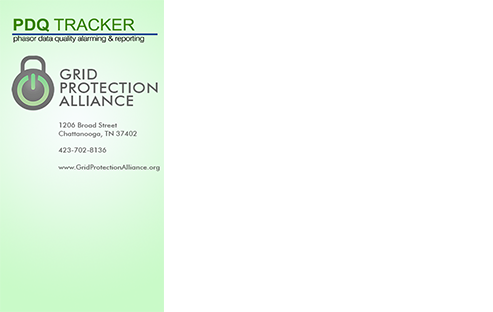 PDQ TRACKER
phasor data quality alarming & reporting
GRID
PROTECTION
ALLIANCE
1206 Broad Street
Chattanooga, TN 37402
423-702-8136
www.GridProtectionAlliance.org